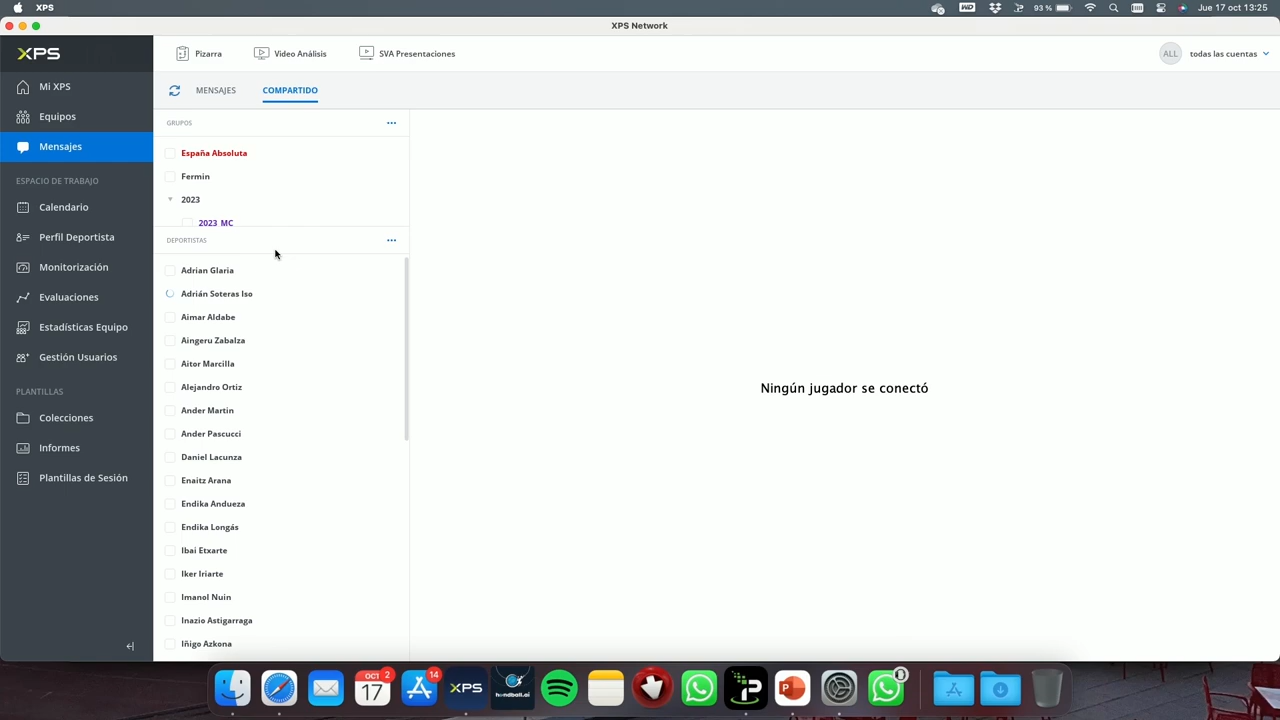 XPS
93 %
Jue 17 oct 13:25
XPS Network
XPS
Pizarra
Video Análisis
SVA Presentaciones
ALL
todas las cuentas
Mi XPS
Equipos
Mensajes
ESPACIO DE TRABAJO
Calendario
Perfil Deportista
Monitorización
Evaluaciones
Estadísticas Equipo
Gestión Usuarios
PLANTILLAS
Colecciones
Informes
Plantillas de Sesión
MENSAJES
COMPARTIDO
GRUPOS
España Absoluta
Fermin
2023
2023 MC
DEPORTISTAS
Adrian Glaria
Adrián Soteras Iso
Aimar Aldabe
Aingeru Zabalza
Aitor Marcilla
Alejandro Ortiz
Ander Martin
Ander Pascucci
Daniel Lacunza
Enaitz Arana
Endika Andueza
Endika Longás
Ibai Etxarte
Iker Iriarte
Imanol Nuin
Inazio Astigarraga
Iñigo Azkona
Ningún jugador se conectó
OCT
2
17
14
XPS
handball.ai